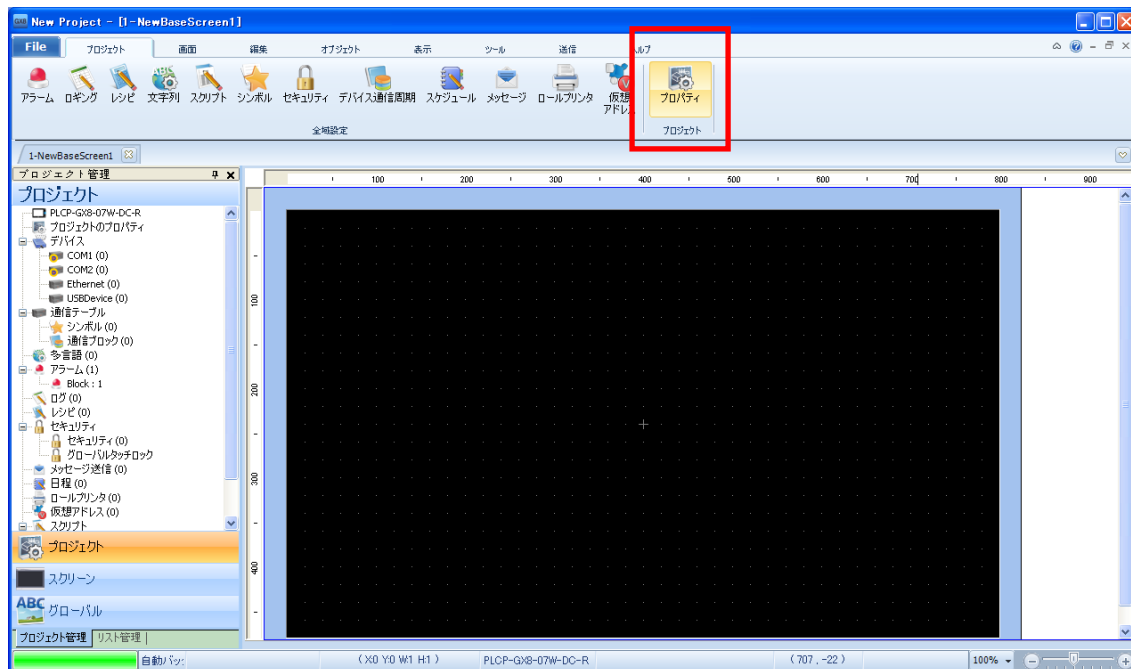 GXB New Project - [1-NewBaseScreen1]
File プロジェクト 画面 編集 オブジェクト 表示 ツール 送信 ヘルプ
アラーム ロギング レシピ 文字列 スクリプト シンボル セキュリティ デバイス通信周期 スケジュール メッセージ ロールプリンタ 仮想 プロパティ
アドレ
全域設定 プロジェクト
1-NewBaseScreen1
プロジェクト管理
プロジェクト
PLCP-GX8-07W-DC-R
プロジェクトのプロパティ
デバイス
COM1 (0)
COM2 (0)
Ethernet (0)
USBDevice (0)
通信テーブル
シンボル (0)
通信ブロック (0)
多言語 (0)
アラーム (1)
Block : 1
ログ (0)
レシピ (0)
セキュリティ
セキュリティ (0)
グローバルタッチロック
メッセージ送信 (0)
日程 (0)
ロールプリンタ (0)
仮想アドレス (0)
スクリプト
プロジェクト
スクリーン
ABC グローバル
プロジェクト管理 リスト管理
100 200 300 400 500 600 700 800 900
100
200
300
400
自動バッ: (X0 Y0 W1 H1) PLCP-GX8-07W-DC-R (707, -22) 100%